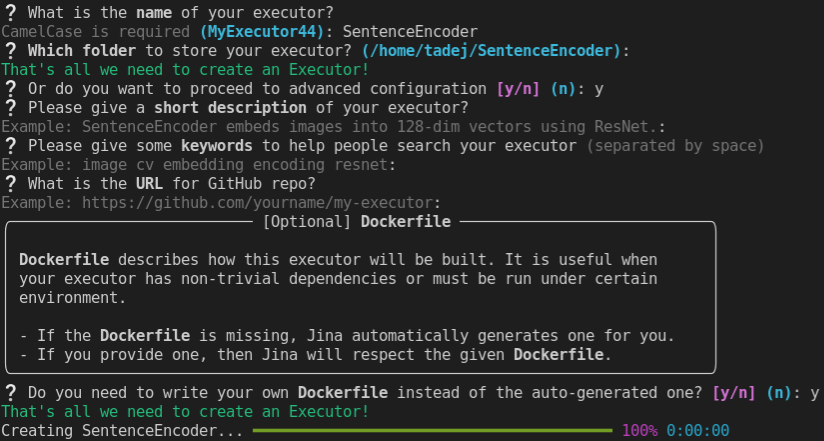 ? What is the name of your executor?
CamelCase is required (MyExecutor44): SentenceEncoder
? Which folder to store your executor? (/home/tadej/SentenceEncoder):
That's all we need to create an Executor!
? Or do you want to proceed to advanced configuration [y/n] (n): y
? Please give a short description of your executor?
Example: SentenceEncoder embeds images into 128-dim vectors using ResNet.:
? Please give some keywords to help people search your executor (separated by space)
Example: image cv embedding encoding resnet:
? What is the URL for GitHub repo?
Example: https://github.com/yourname/my-executor:
[Optional] Dockerfile
Dockerfile describes how this executor will be built. It is useful when
your executor has non-trivial dependencies or must be run under certain
environment.
- If the Dockerfile is missing, Jina automatically generates one for you.
- If you provide one, then Jina will respect the given Dockerfile.
? Do you need to write your own Dockerfile instead of the auto-generated one? [y/n] (n): y
That's all we need to create an Executor!
Creating SentenceEncoder... 100% 0:00:00